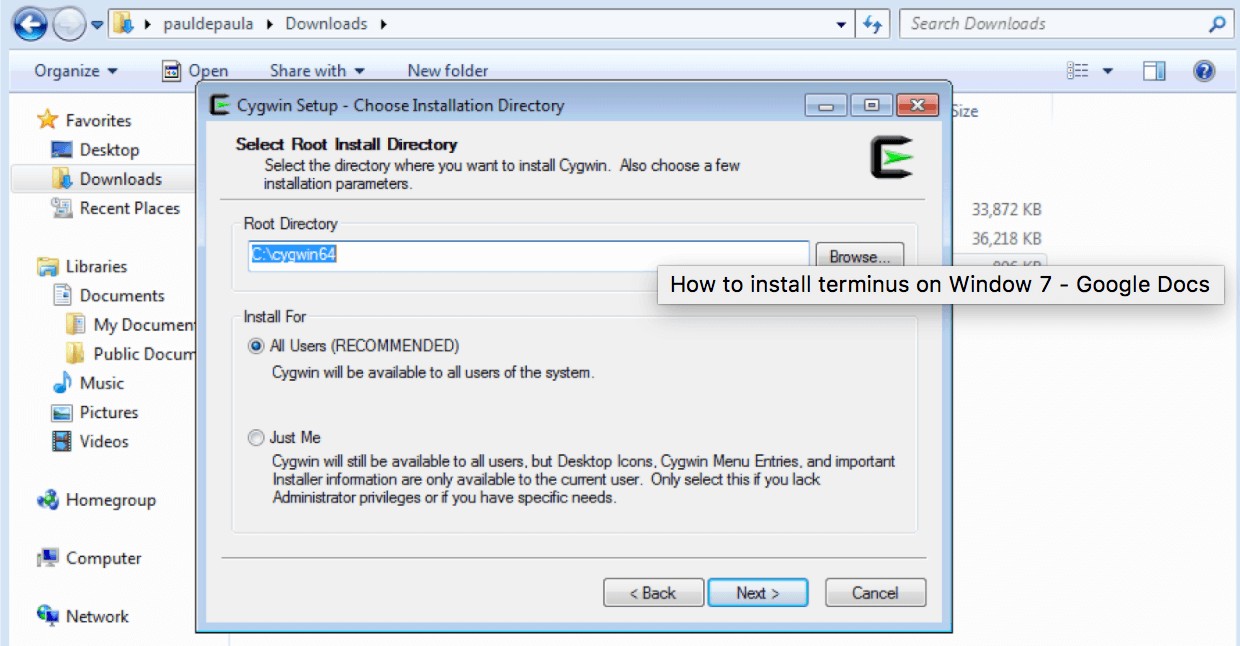 pauldepaula
Downloads
Search Downloads
Organize
Open
Share with
New folder
Favorites
Desktop
Downloads
Recent Places
Libraries
Documents
My Documen
Public Docum
Music
Pictures
Videos
Homegroup
Computer
Network
Size
33,872 KB
36,218 KB
Cygwin Setup - Choose Installation Directory
Select Root Install Directory
Select the directory where you want to install Cygwin. Also choose a few
installation parameters.
Root Directory
C:\cygwin64
Browse...
How to install terminus on Window 7 - Google Docs
Install For
All Users (RECOMMENDED)
Cygwin will be available to all users of the system.
Just Me
Cygwin will still be available to all users, but Desktop Icons, Cygwin Menu Entries, and important
Installer information are only available to the current user. Only select this if you lack
Administrator privileges or if you have specific needs.
< Back
Next >
Cancel